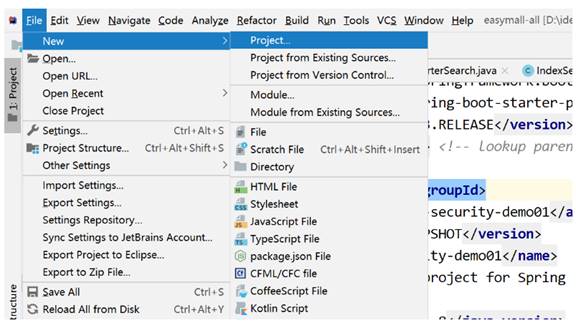 File Edit View Navigate Code Analyze Refactor Build Run Tools VCS Window Help easymall-all [D:\ide
New
Open...
Open URL...
Open Recent
Close Project
Settings... Ctrl+Alt+S
Project Structure... Ctrl+Alt+Shift+S
Other Settings
Import Settings...
Export Settings...
Settings Repository...
Sync Settings to JetBrains Account...
Export Project to Eclipse...
Export to Zip File...
Save All Ctrl+S
Reload All from Disk Ctrl+Alt+Y
Project...
Project from Existing Sources...
Project from Version Control...
Module...
Module from Existing Sources...
File
Scratch File Ctrl+Alt+Shift+Insert
Directory
HTML File
Stylesheet
JavaScript File
TypeScript File
package.json File
CFML/CFC file
CoffeeScript File
Kotlin Script
1: Project
ructure
rterSearch.java IndexSe
ring-boot-starter-p
3.RELEASE</version>
<!-- lookup paren
groupId>
security-demo01</a
PSHOT</version>
ty-demo01</name>
project for Spring